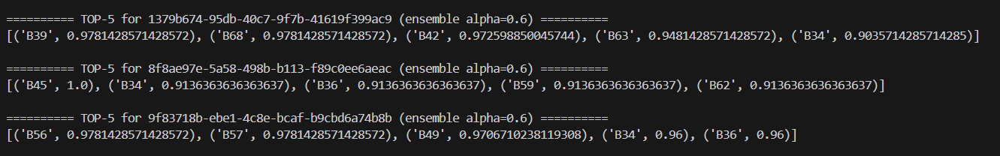 ========== TOP-5 for 1379b674-95db-40c7-9f7b-41619f399ac9 (ensemble alpha=0.6) ==========
[('B39', 0.9781428571428572), ('B68', 0.9781428571428572), ('B42', 0.972598850045744), ('B63', 0.9481428571428572), ('B34', 0.9035714285714285)]
========== TOP-5 for 8f8ae97e-5a58-498b-b113-f89c0ee6aeac (ensemble alpha=0.6) ==========
[('B45', 1.0), ('B34', 0.9136363636363637), ('B36', 0.9136363636363637), ('B59', 0.9136363636363637), ('B62', 0.9136363636363637)]
========== TOP-5 for 9f83718b-ebe1-4c8e-bcaf-b9cbd6a74b8b (ensemble alpha=0.6) ==========
[('B56', 0.9781428571428572), ('B57', 0.9781428571428572), ('B49', 0.9706710238119308), ('B34', 0.96), ('B36', 0.96)]